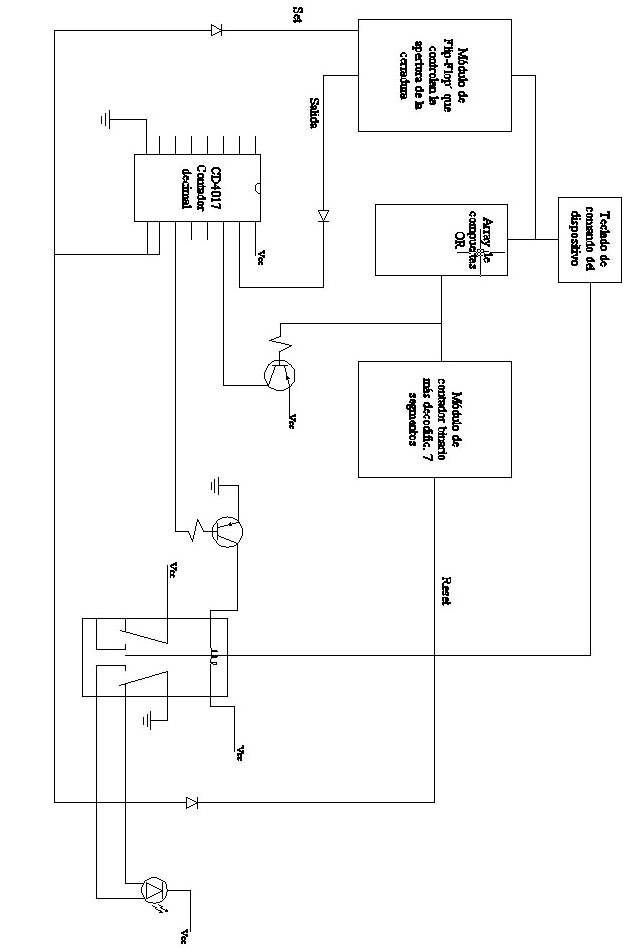 Set
Módulo de
Flip-Flop' que
controlan la
apertura de la
cerradura
Salida
CD4017
Contador
decimal
Vcc
Teclado de
comando del
dispositivo
Array de
compuertas
OR
Vcc
Módulo de
contador binario
más decodific. 7
segmentos
Reset
Vcc
Vcc
Vcc